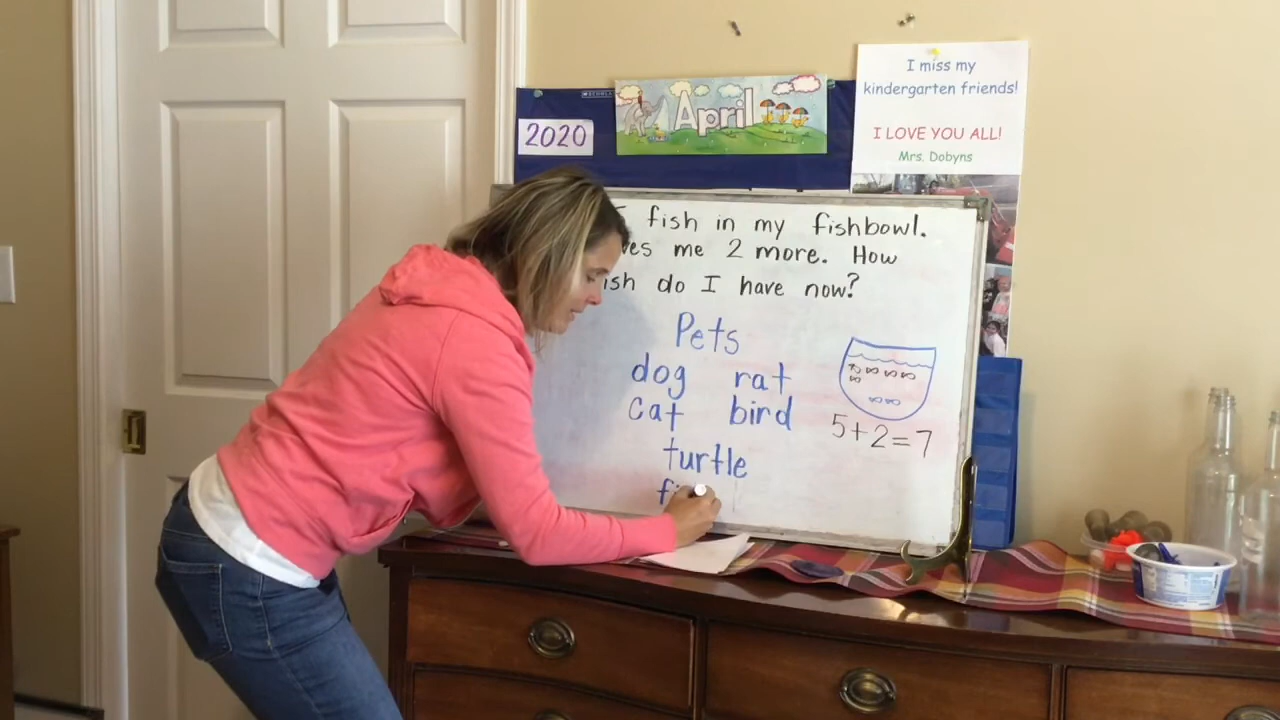 2020
April
I miss my
kindergarten friends!
I LOVE YOU ALL!
Mrs. Dobyns
fish in my fishbowl.
me 2 more. How
do I have now?
Pets
dog rat
cat bird
turtle
5+2=7